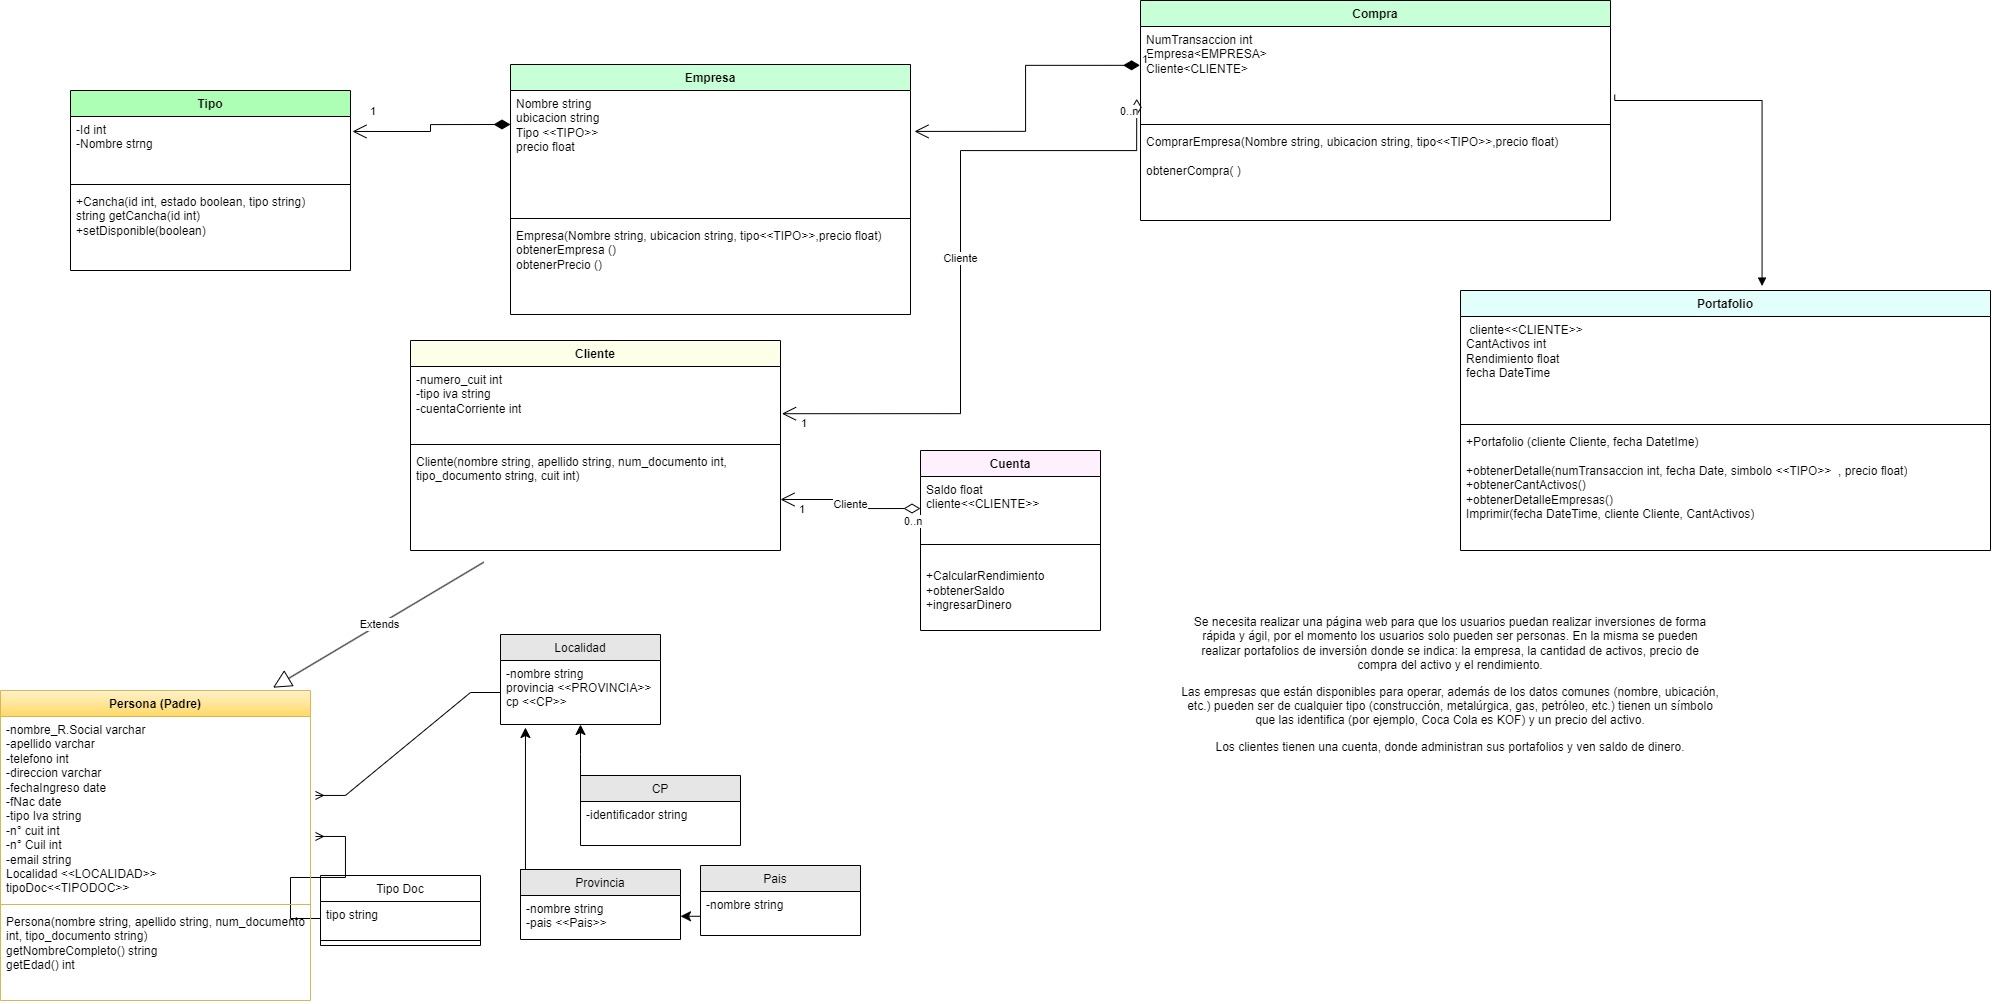 Compra
NumTransaccion int
Empresa<EMPRESA>
Cliente<CLIENTE>
1
0..n
ComprarEmpresa(Nombre string, ubicacion string, tipo<<TIPO>>,precio float)
obtenerCompra( )
Empresa
Nombre string
ubicacion string
Tipo <<TIPO>>
precio float
Empresa(Nombre string, ubicacion string, tipo<<TIPO>>,precio float)
obtenerEmpresa ()
obtenerPrecio ()
Tipo
-Id int
-Nombre strng
+Cancha(id int, estado boolean, tipo string)
string getCancha(id int)
+setDisponible(boolean)
1
Cliente
Portafolio
cliente<<CLIENTE>>
CantActivos int
Rendimiento float
fecha DateTime
+Portafolio (cliente Cliente, fecha DatetIme)
+obtenerDetalle(numTransaccion int, fecha Date, simbolo <<TIPO>> , precio float)
+obtenerCantActivos()
+obtenerDetalleEmpresas()
Imprimir(fecha DateTime, cliente Cliente, CantActivos)
Cliente
-numero_cuit int
-tipo iva string
-cuentaCorriente int
Cliente(nombre string, apellido string, num_documento int,
tipo_documento string, cuit int)
1
Cuenta
Saldo float
cliente<<CLIENTE>>
+CalcularRendimiento
+obtenerSaldo
+ingresarDinero
Cliente
1
0..n
Extends
Se necesita realizar una página web para que los usuarios puedan realizar inversiones de forma
rápida y ágil, por el momento los usuarios solo pueden ser personas. En la misma se pueden
realizar portafolios de inversión donde se indica: la empresa, la cantidad de activos, precio de
compra del activo y el rendimiento.
Las empresas que están disponibles para operar, además de los datos comunes (nombre, ubicación,
etc.) pueden ser de cualquier tipo (construcción, metalúrgica, gas, petróleo, etc.) tienen un símbolo
que las identifica (por ejemplo, Coca Cola es KOF) y un precio del activo.
Los clientes tienen una cuenta, donde administran sus portafolios y ven saldo de dinero.
Localidad
-nombre string
provincia <<PROVINCIA>>
cp <<CP>>
Persona (Padre)
-nombre_R.Social varchar
-apellido varchar
-telefono int
-direccion varchar
-fechaIngreso date
-fNac date
-tipo Iva string
-n° cuit int
-n° Cuil int
-email string
Localidad <<LOCALIDAD>>
tipoDoc<<TIPODOC>>
Persona(nombre string, apellido string, num_documento
int, tipo_documento string)
getNombreCompleto() string
getEdad() int
CP
-identificador string
Tipo Doc
tipo string
Provincia
-nombre string
-pais <<Pais>>
Pais
-nombre string